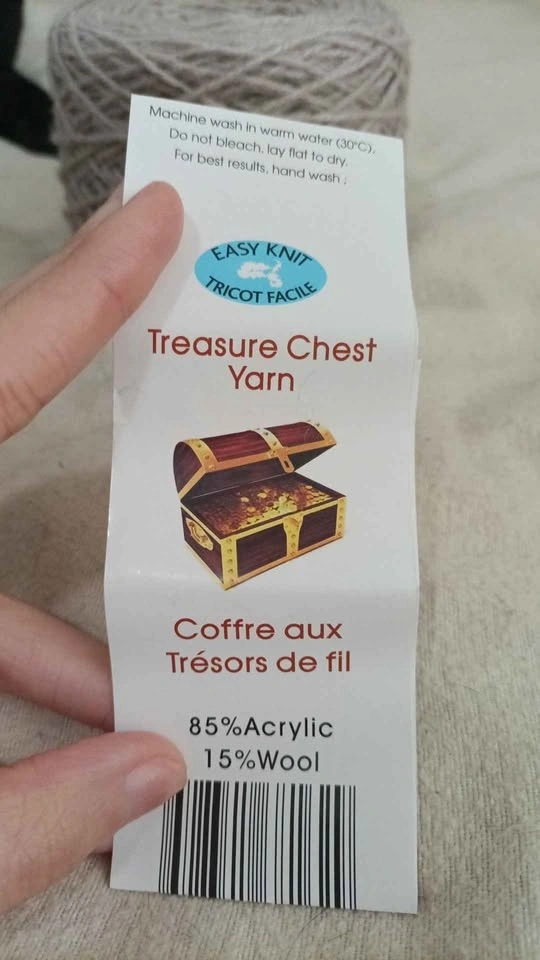 Machine wash in warm water (30°C).
Do not bleach, lay flat to dry.
For best results, hand wash ;
EASY KNIT
TRICOT FACILE
Treasure Chest
Yarn
Coffre aux
Trésors de fil
85%Acrylic
15%Wool